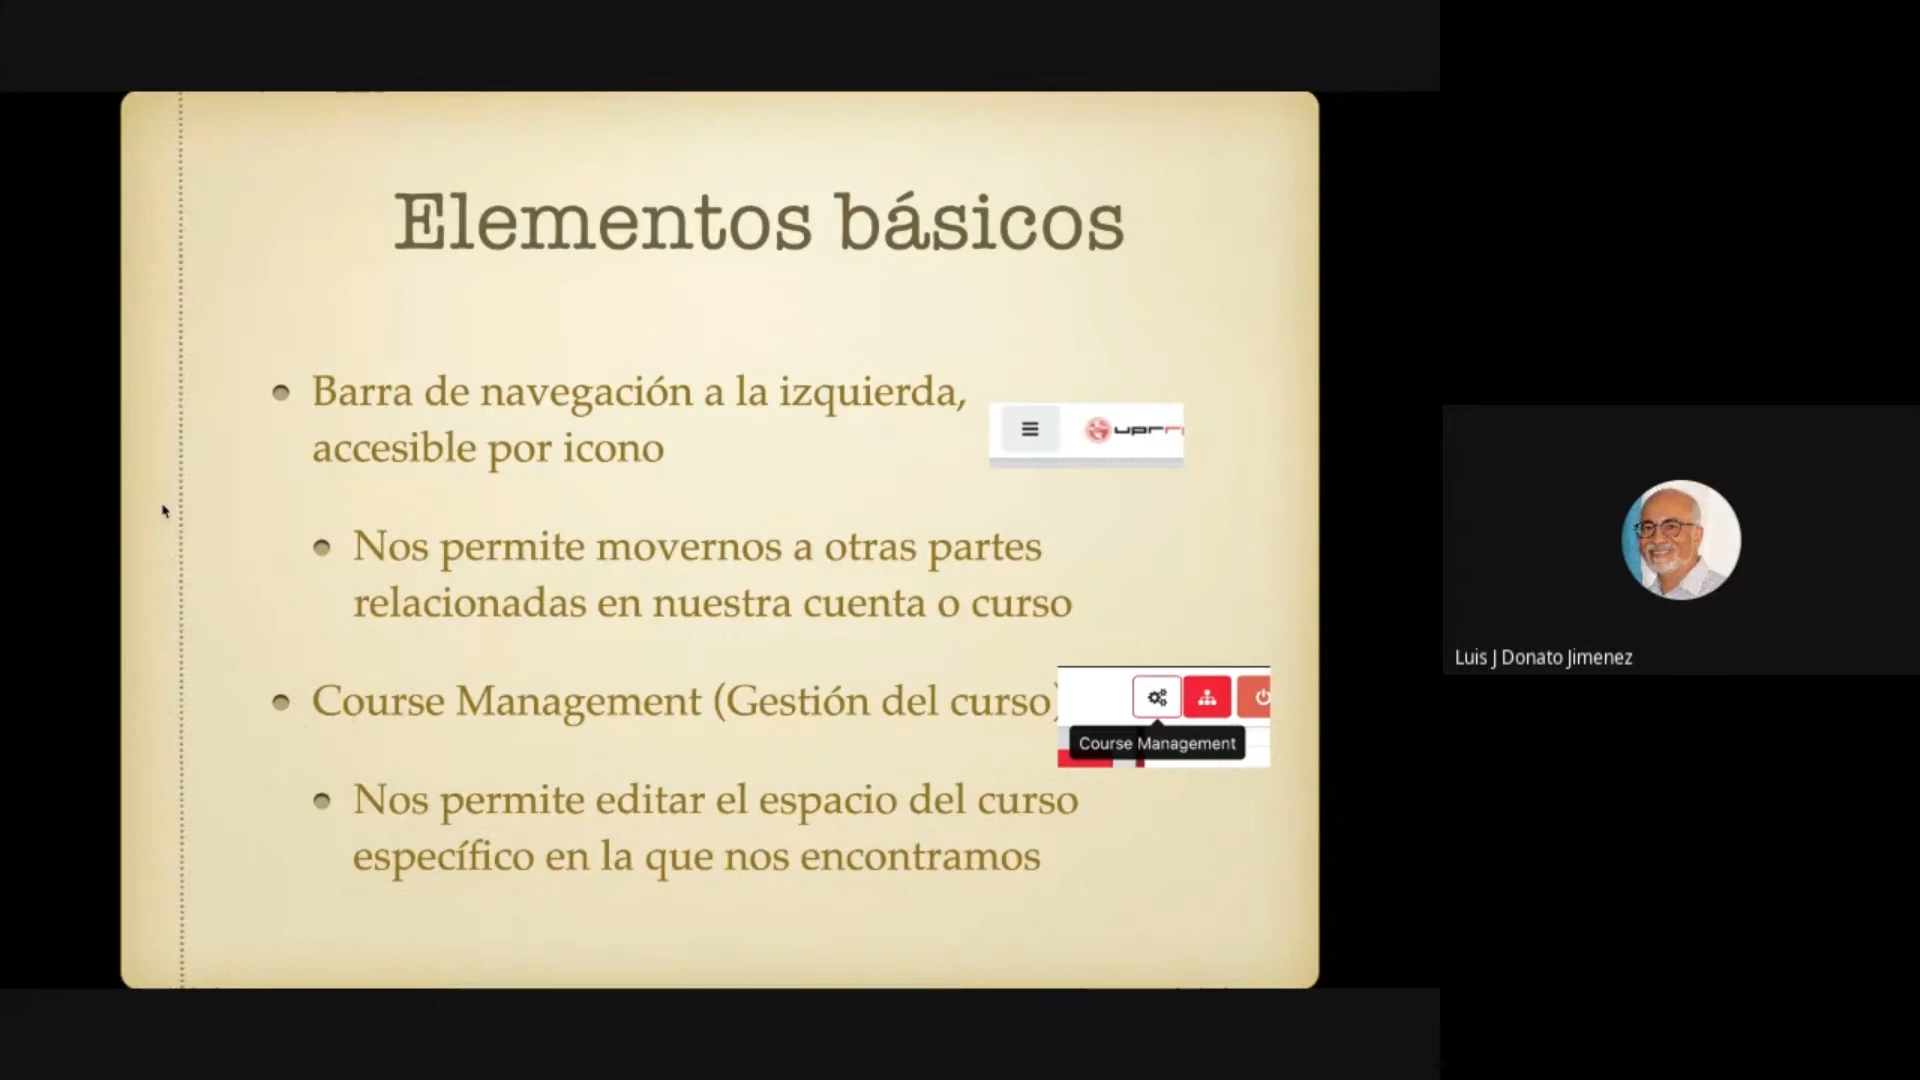 Elementos básicos
Barra de navegación a la izquierda,
accesible por icono
uprr
Nos permite movernos a otras partes
relacionadas en nuestra cuenta o curso
Course Management (Gestión del curso)
Course Management
Nos permite editar el espacio del curso
específico en la que nos encontramos
Luis J Donato Jimenez